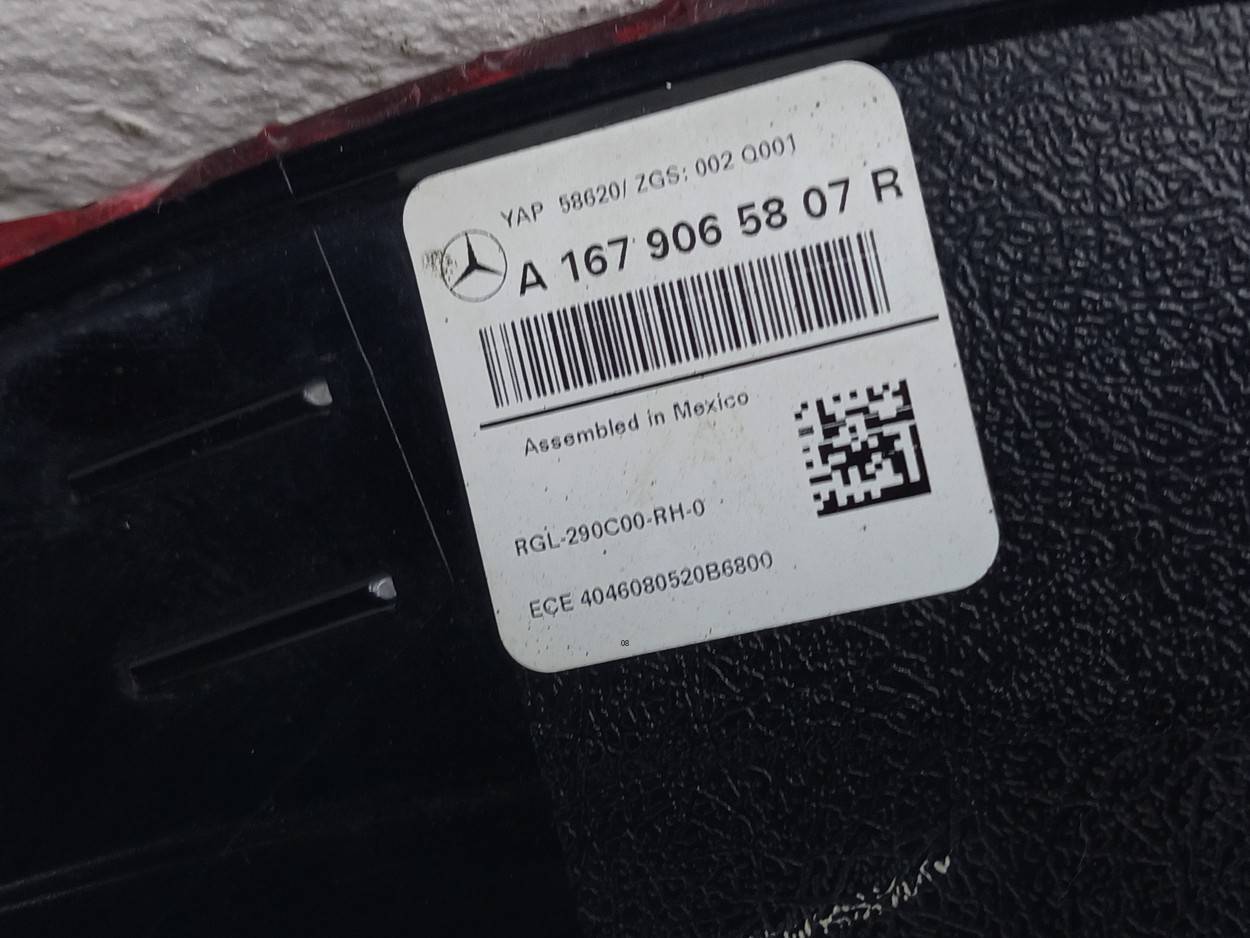 YAP 58620/ ZGS: 002 Q001
A 167 906 58 07 R
Assembled in Mexico
RGL-290C00-RH-0
ECE 4046080520B6800
08